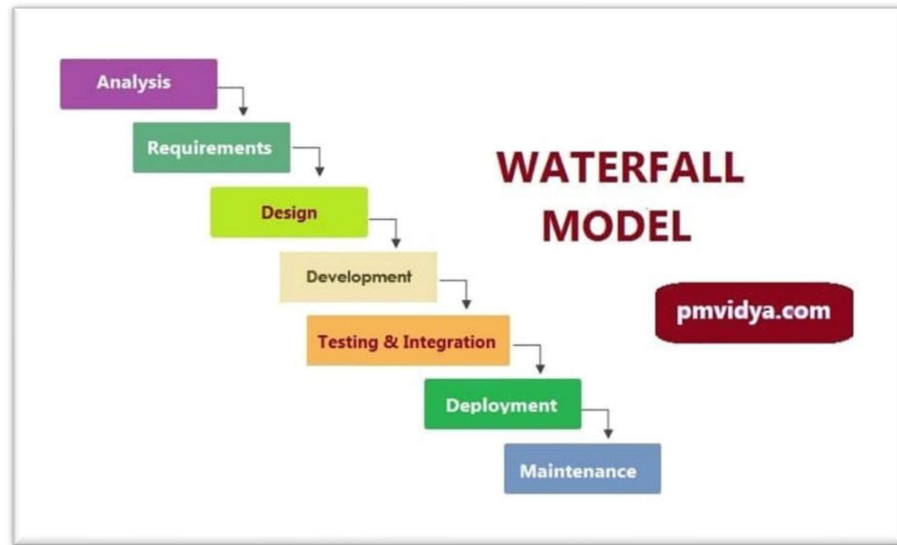 Analysis
Requirements
Design
Development
Testing & Integration
Deployment
Maintenance
WATERFALL
MODEL
pmvidya.com